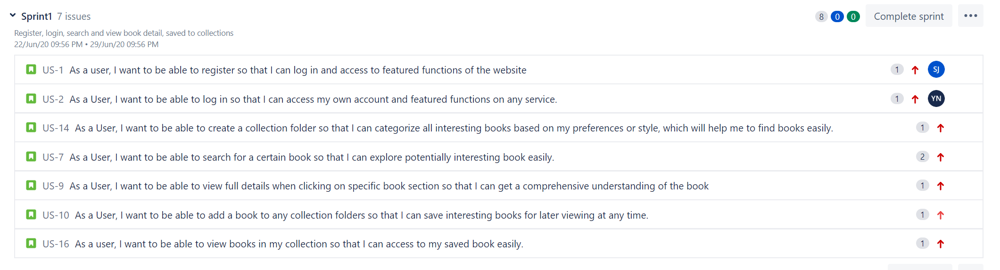 Sprint1 7 issues 8 0 0 Complete sprint
Register, login, search and view book detail, saved to collections
22/Jun/20 09:56 PM • 29/Jun/20 09:56 PM
US-1 As a user, I want to be able to register so that I can log in and access to featured functions of the website 1 SJ
US-2 As a User, I want to be able to log in so that I can access my own account and featured functions on any service. 1 YN
US-14 As a User, I want to be able to create a collection folder so that I can categorize all interesting books based on my preferences or style, which will help me to find books easily. 1
US-7 As a User, I want to be able to search for a certain book so that I can explore potentially interesting book easily. 2
US-9 As a User, I want to be able to view full details when clicking on specific book section so that I can get a comprehensive understanding of the book 1
US-10 As a User, I want to be able to add a book to any collection folders so that I can save interesting books for later viewing at any time. 1
US-16 As a user, I want to be able to view books in my collection so that I can access to my saved book easily. 1